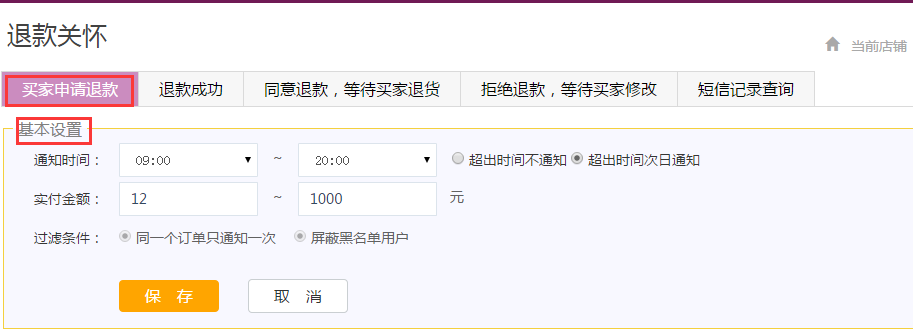 退款关怀
当前店铺
买家申请退款 退款成功 同意退款，等待买家退货 拒绝退款，等待买家修改 短信记录查询
基本设置
通知时间： 09:00 ~ 20:00 超出时间不通知 超出时间次日通知
实付金额： 12 ~ 1000 元
过滤条件： 同一个订单只通知一次 屏蔽黑名单用户
保 存 取 消